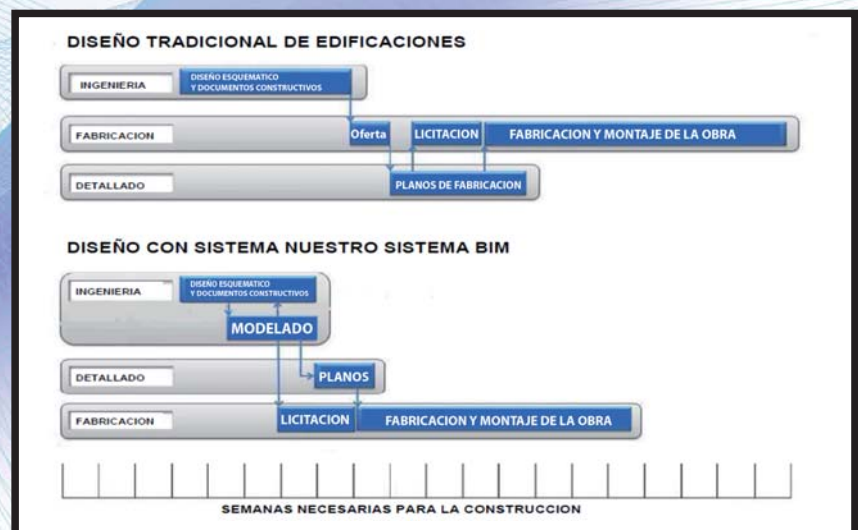 DISEÑO TRADICIONAL DE EDIFICACIONES
INGENIERIA
DISEÑO ESQUEMATICO
Y DOCUMENTOS CONSTRUCTIVOS
FABRICACION
Oferta
LICITACION
FABRICACION Y MONTAJE DE LA OBRA
DETALLADO
PLANOS DE FABRICACION
DISEÑO CON SISTEMA NUESTRO SISTEMA BIM
INGENIERIA
DISEÑO ESQUEMATICO
Y DOCUMENTOS CONSTRUCTIVOS
MODELADO
DETALLADO
PLANOS
FABRICACION
LICITACION
FABRICACION Y MONTAJE DE LA OBRA
SEMANAS NECESARIAS PARA LA CONSTRUCCION